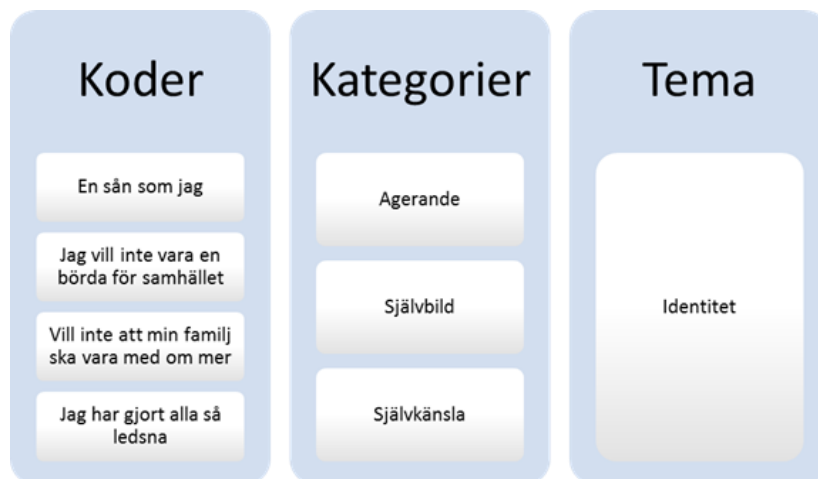 Koder
En sån som jag
Jag vill inte vara en
börda för samhället
Vill inte att min familj
ska vara med om mer
Jag har gjort alla så
ledsna
Kategorier
Agerande
Självbild
Självkänsla
Tema
Identitet